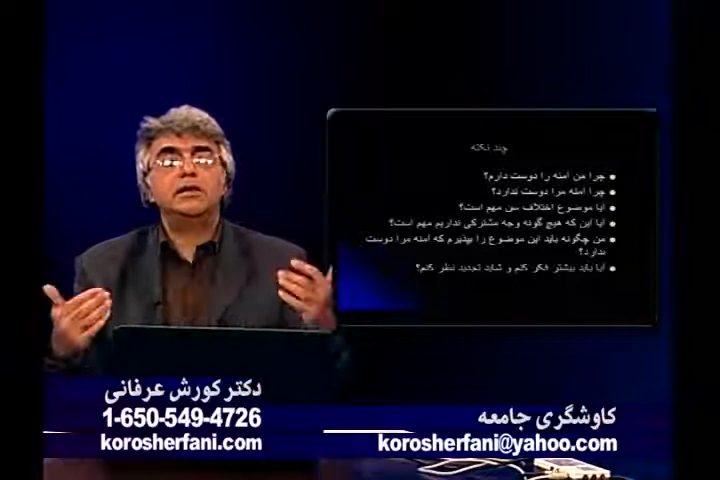 چند نکته
چرا من آمنه را دوست دارم؟
چرا آمنه مرا دوست ندارد؟
آیا موضوع اختلاف سن مهم است؟
آیا این که هیچ گونه وجه مشترکی نداریم مهم است؟
من چگونه باید این موضوع را بپذیرم که آمنه مرا دوست
ندارد؟
آیا باید بیشتر فکر کنم و شاید تجدید نظر کنم؟
دکتر کورش عرفانی
1-650-549-4726
korosherfani.com
کاوشگری جامعه
korosherfani@yahoo.com